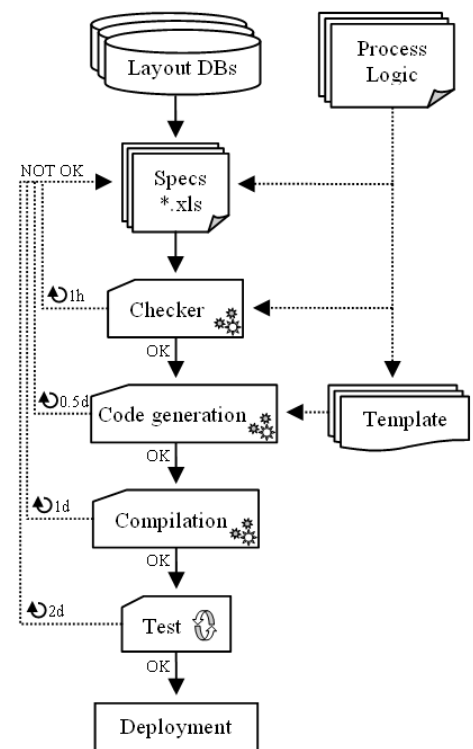 Layout DBs
Process
Logic
NOT OK
Specs
*.xls
1h
Checker
OK
0.5d
Code generation
Template
OK
1d
Compilation
OK
2d
Test
OK
Deployment